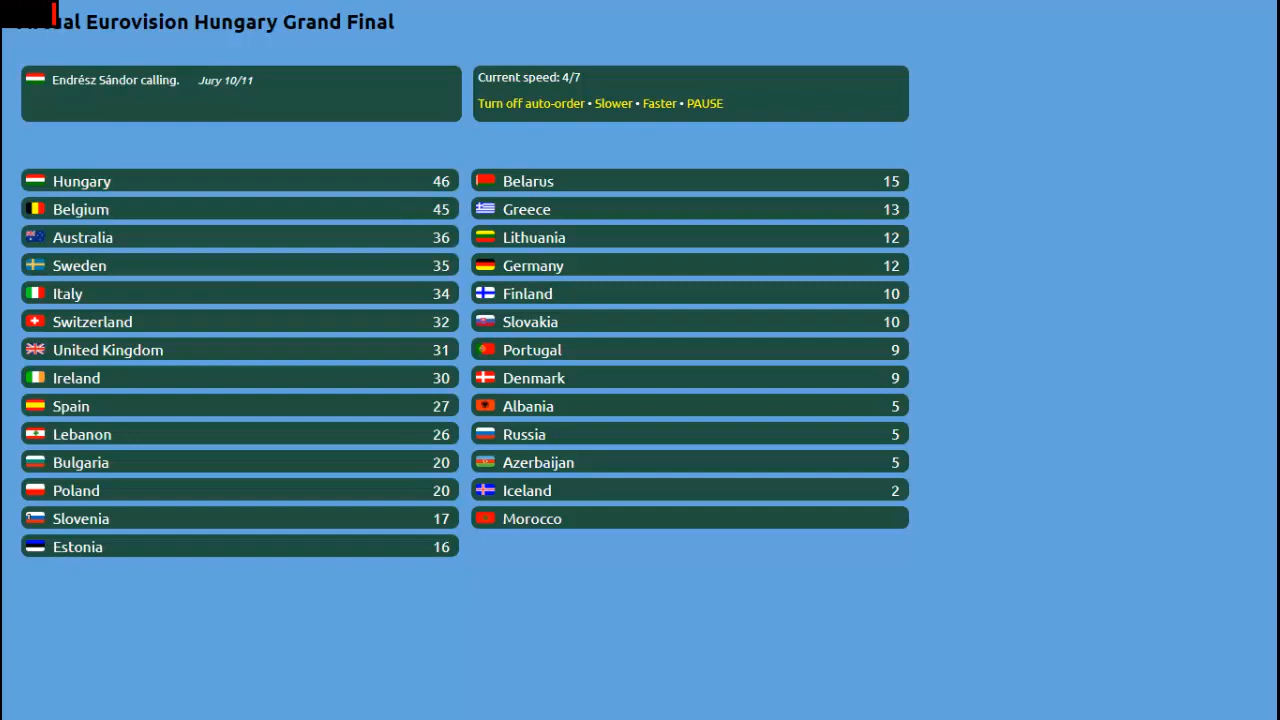 Eurovision Hungary Grand Final
Endrész Sándor calling. Jury 10/11
Current speed: 4/7
Turn off auto-order • Slower • Faster • PAUSE
Hungary 46
Belgium 45
Australia 36
Sweden 35
Italy 34
Switzerland 32
United Kingdom 31
Ireland 30
Spain 27
Lebanon 26
Bulgaria 20
Poland 20
Slovenia 17
Estonia 16
Belarus 15
Greece 13
Lithuania 12
Germany 12
Finland 10
Slovakia 10
Portugal 9
Denmark 9
Albania 5
Russia 5
Azerbaijan 5
Iceland 2
Morocco